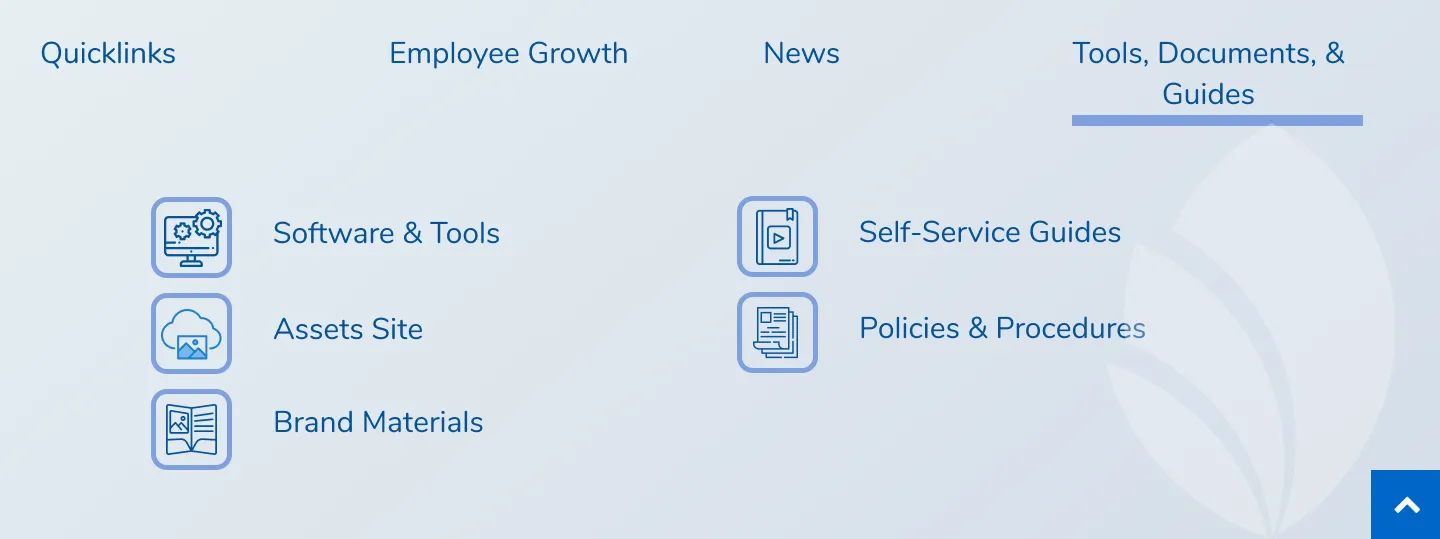 Quicklinks
Employee Growth
News
Tools, Documents, &
Guides
Software & Tools
Self-Service Guides
Assets Site
Policies & Procedures
Brand Materials